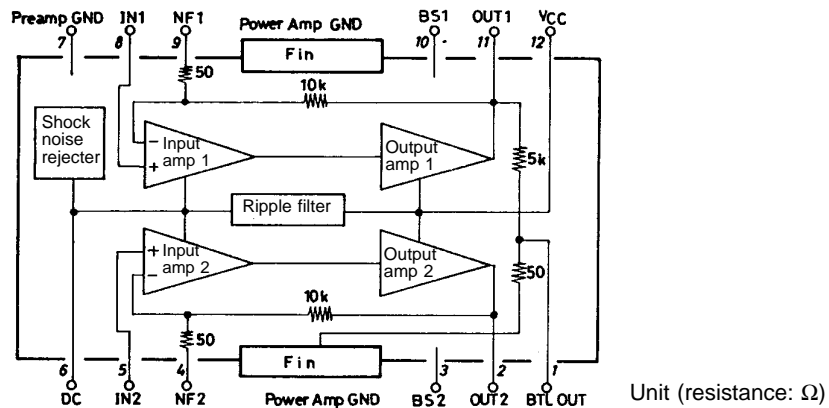 Preamp GND IN1 NF1 Power Amp GND BS1 OUT1 VCC
7 8 9 10 11 12
Fin
50
10k
Shock noise rejecter
− Input amp 1
+
Output amp 1
5k
Ripple filter
+ Input amp 2
−
Output amp 2
50
10k
50
Fin
6 5 4 3 2 1
DC IN2 NF2 Power Amp GND BS2 OUT2 BTL OUT
Unit (resistance: Ω)